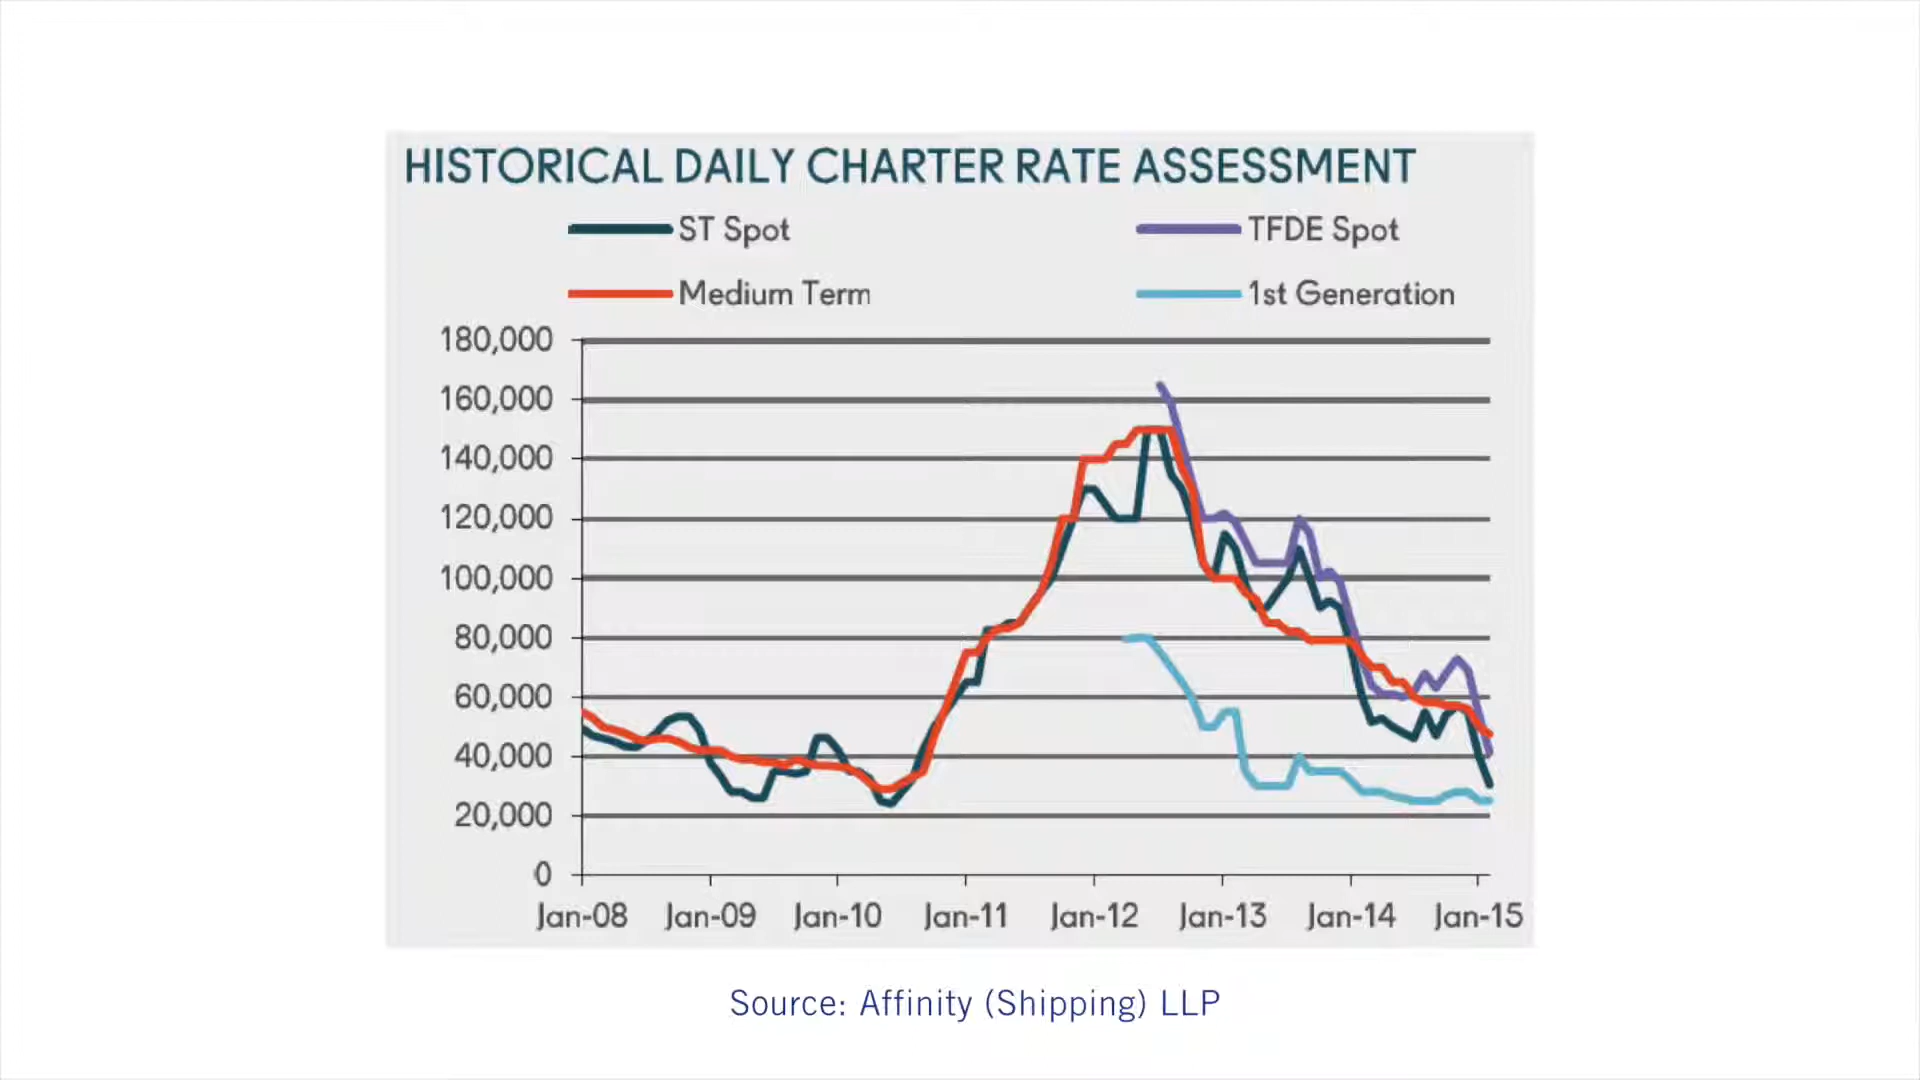 HISTORICAL DAILY CHARTER RATE ASSESSMENT
ST Spot TFDE Spot
Medium Term 1st Generation
180,000
160,000
140,000
120,000
100,000
80,000
60,000
40,000
20,000
0
Jan-08 Jan-09 Jan-10 Jan-11 Jan-12 Jan-13 Jan-14 Jan-15
Source: Affinity (Shipping) LLP